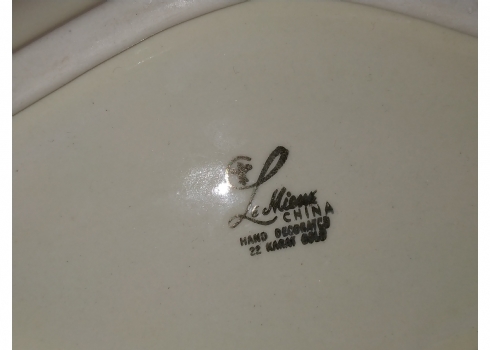 Le Mieux
CHINA
HAND DECORATED
22 KARAT GOLD